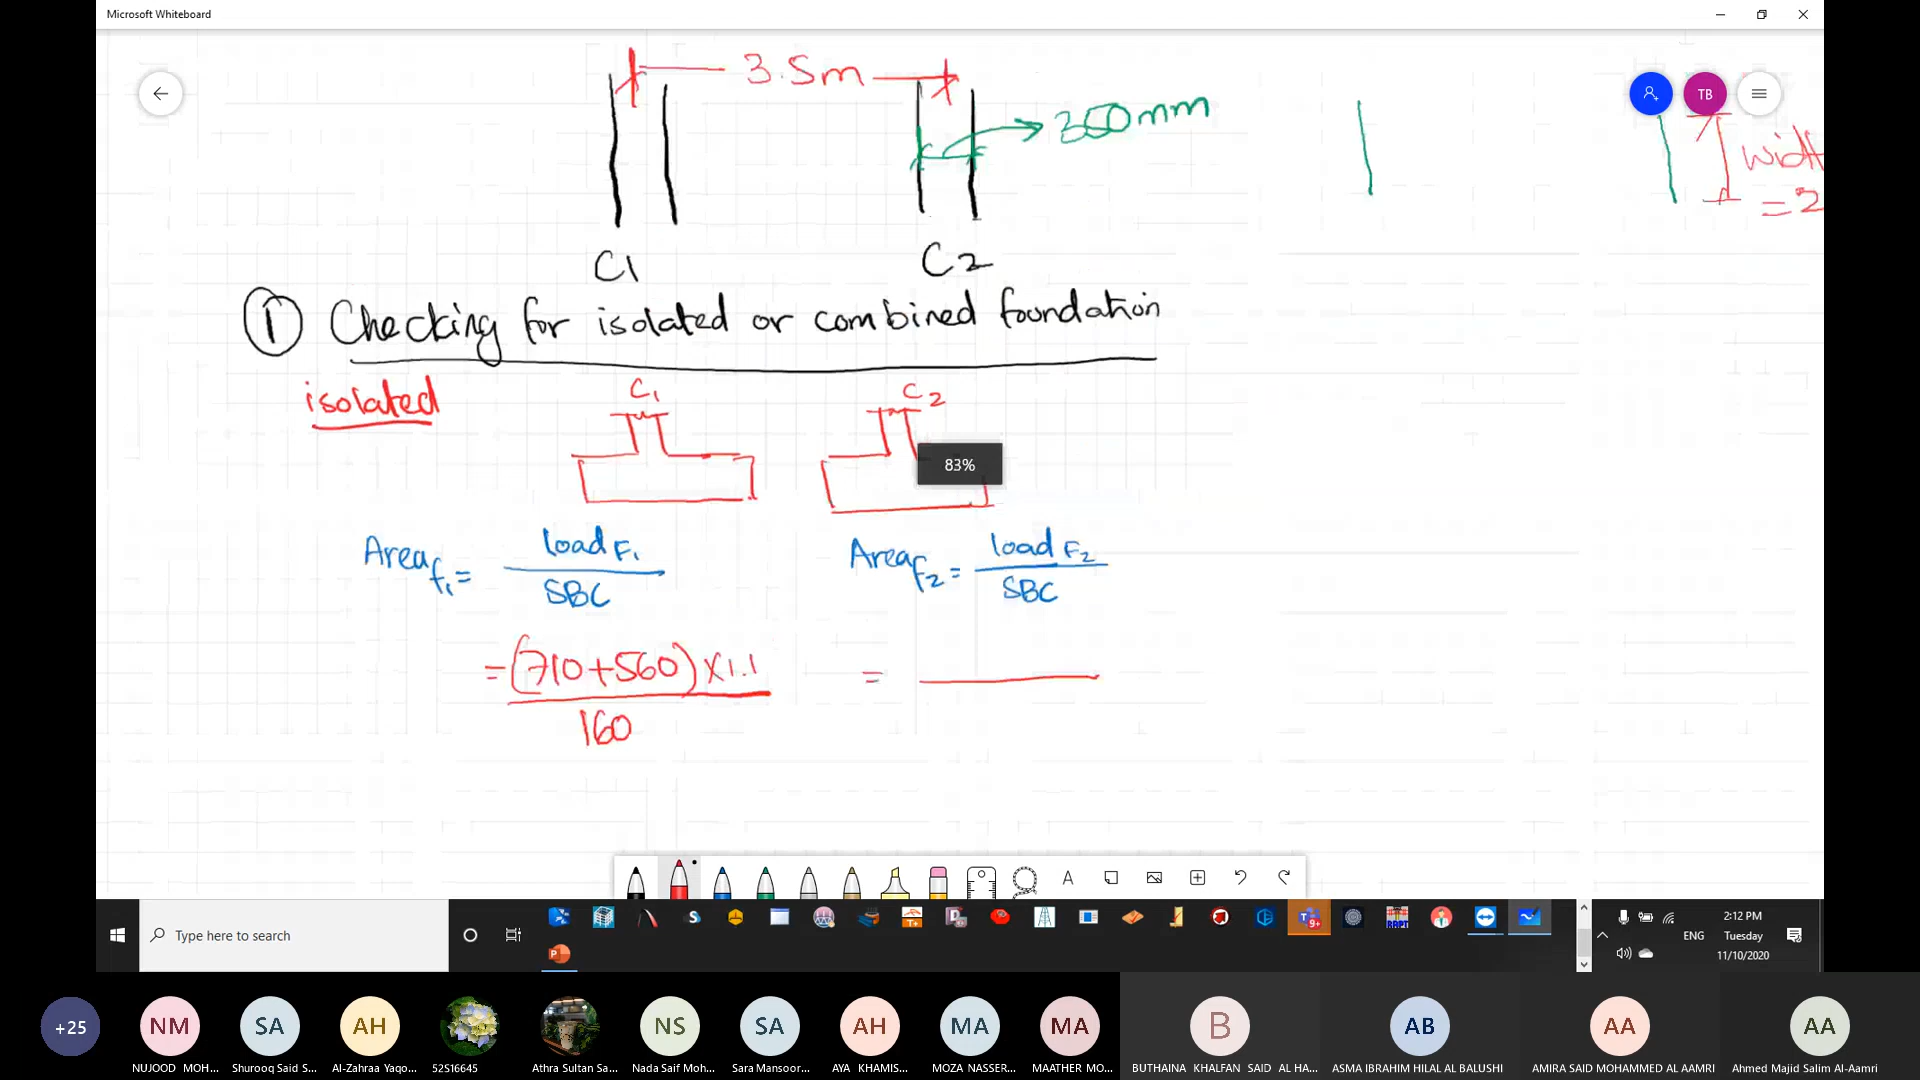 Microsoft Whiteboard
3.5m
350mm
TB
= 2
C1
C2
① Checking for isolated or combined foundation
isolated
C1
C2
83%
Area f1 = load F1 / SBC
Area f2 = load F2 / SBC
= (710+560) x1.1 / 160
=
A
Type here to search
ENG
2:12 PM
Tuesday
11/10/2020
+25
NM
SA
AH
NS
SA
AH
MA
MA
B
AB
AA
AA
NUJOOD MOH...
Shurooq Said S...
Al-Zahraa Yaqo...
52S16645
Athra Sultan Sa...
Nada Saif Moh...
Sara Mansoor...
AYA KHAMIS...
MOZA NASSER...
MAATHER MO...
BUTHAINA KHALFAN SAID AL HA...
ASMA IBRAHIM HILAL AL BALUSHI
AMIRA SAID MOHAMMED AL AAMRI
Ahmed Majid Salim Al-Aamri